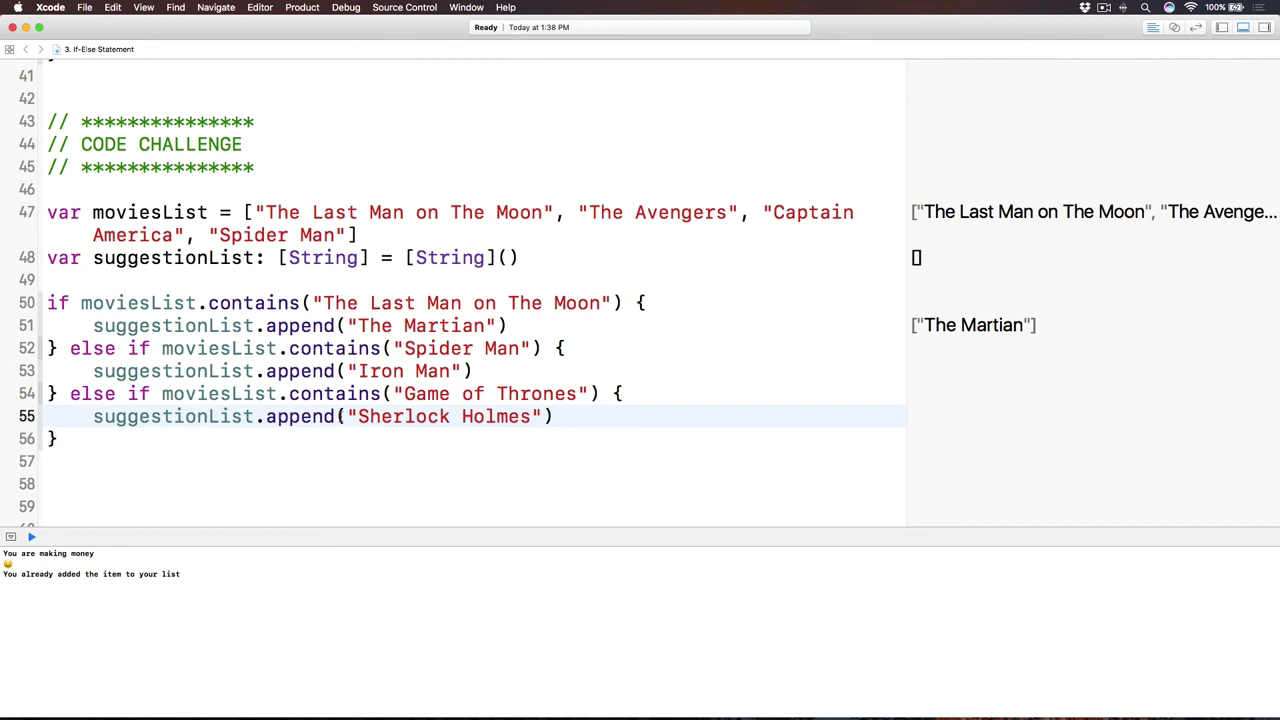 Xcode File Edit View Find Navigate Editor Product Debug Source Control Window Help 100%
Ready Today at 1:38 PM
3. If-Else Statement
41
42
43 // ***************
44 // CODE CHALLENGE
45 // ***************
46
47 var moviesList = ["The Last Man on The Moon", "The Avengers", "Captain ["The Last Man on The Moon", "The Avenge...
America", "Spider Man"]
48 var suggestionList: [String] = [String]() []
49
50 if moviesList.contains("The Last Man on The Moon") {
51 suggestionList.append("The Martian") ["The Martian"]
52 } else if moviesList.contains("Spider Man") {
53 suggestionList.append("Iron Man")
54 } else if moviesList.contains("Game of Thrones") {
55 suggestionList.append("Sherlock Holmes")
56 }
57
58
59
You are making money
You already added the item to your list